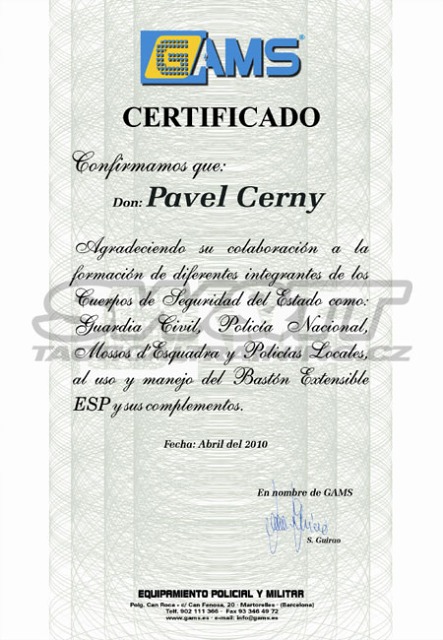 GAMS
CERTIFICADO
Confirmamos que:
Don: Pavel Cerny
Agradeciendo su colaboración a la
formación de diferentes integrantes de los
Cuerpos de Seguridad del Estado como:
Guardia Civil, Policía Nacional,
Mossos d'Esquadra y Policías Locales,
al uso y manejo del Bastón Extensible
ESP y sus complementos.
Fecha: Abril del 2010
En nombre de GAMS
S. Guirao
EQUIPAMIENTO POLICIAL Y MILITAR
Polg. Can Roca - c/ Can Fenosa, 20 - Martorelles - (Barcelona)
Telf. 902 111 366 - Fax 93 346 49 72
www.gams.es - e-mail: info@gams.es